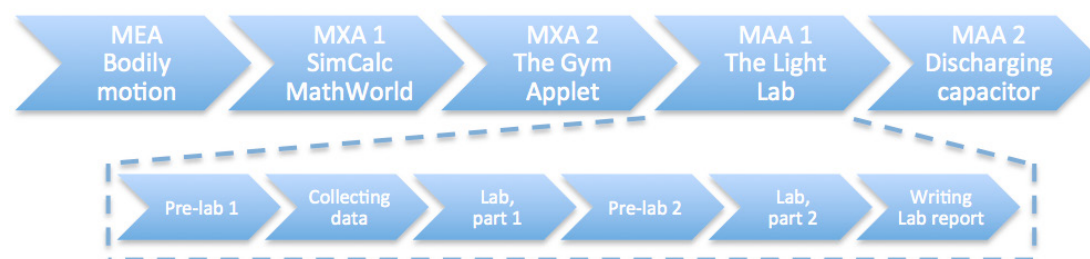 MEA
Bodily
motion
MXA 1
SimCalc
MathWorld
MXA 2
The Gym
Applet
MAA 1
The Light
Lab
MAA 2
Discharging
capacitor
Pre-lab 1
Collecting
data
Lab,
part 1
Pre-lab 2
Lab,
part 2
Writing
Lab report